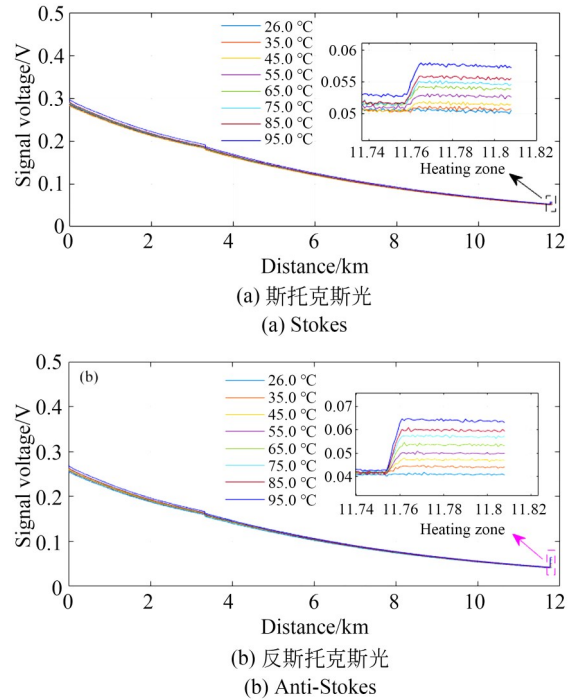 0.5
0.4
0.3
0.2
0.1
0
Signal voltage/V
26.0 ℃
35.0 ℃
45.0 ℃
55.0 ℃
65.0 ℃
75.0 ℃
85.0 ℃
95.0 ℃
0.06
0.055
0.05
11.74 11.76 11.78 11.8 11.82
Heating zone
0 2 4 6 8 10 12
Distance/km
(a) 斯托克斯光
(a) Stokes
(b)
0.5
0.4
0.3
0.2
0.1
0
Signal voltage/V
26.0 ℃
35.0 ℃
45.0 ℃
55.0 ℃
65.0 ℃
75.0 ℃
85.0 ℃
95.0 ℃
0.07
0.06
0.05
0.04
11.74 11.76 11.78 11.8 11.82
Heating zone
0 2 4 6 8 10 12
Distance/km
(b) 反斯托克斯光
(b) Anti-Stokes